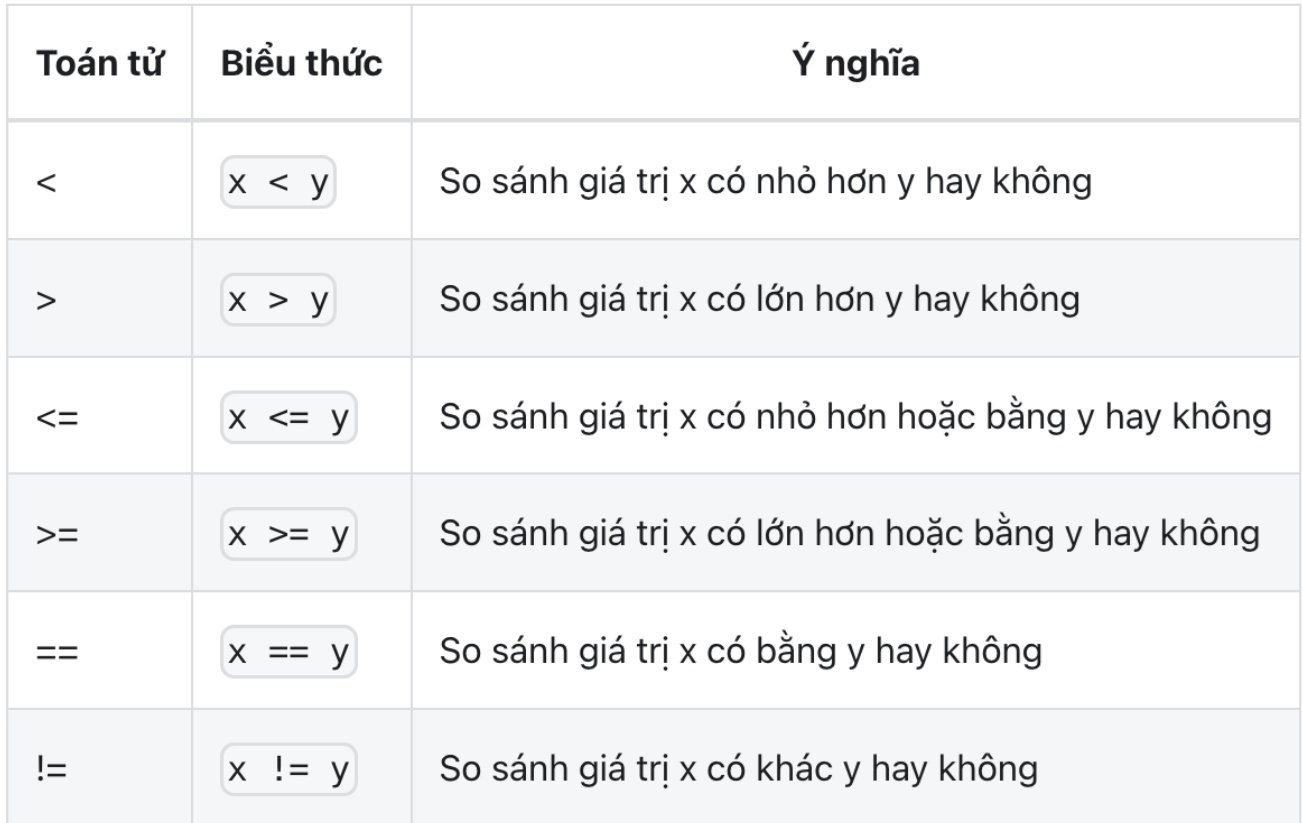 Toán tử Biểu thức Ý nghĩa
< x < y So sánh giá trị x có nhỏ hơn y hay không
> x > y So sánh giá trị x có lớn hơn y hay không
<= x <= y So sánh giá trị x có nhỏ hơn hoặc bằng y hay không
>= x >= y So sánh giá trị x có lớn hơn hoặc bằng y hay không
== x == y So sánh giá trị x có bằng y hay không
!= x != y So sánh giá trị x có khác y hay không